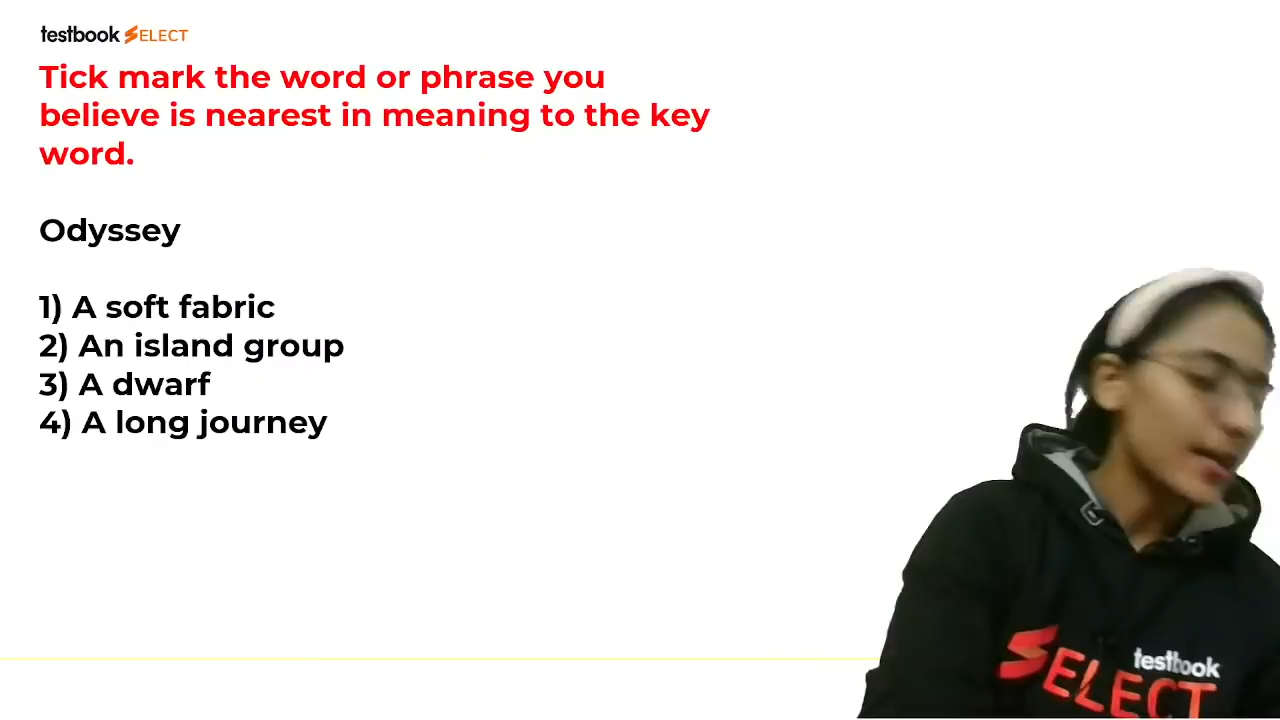 testbook SELECT
Tick mark the word or phrase you
believe is nearest in meaning to the key
word.
Odyssey
1) A soft fabric
2) An island group
3) A dwarf
4) A long journey
testbook
SELECT